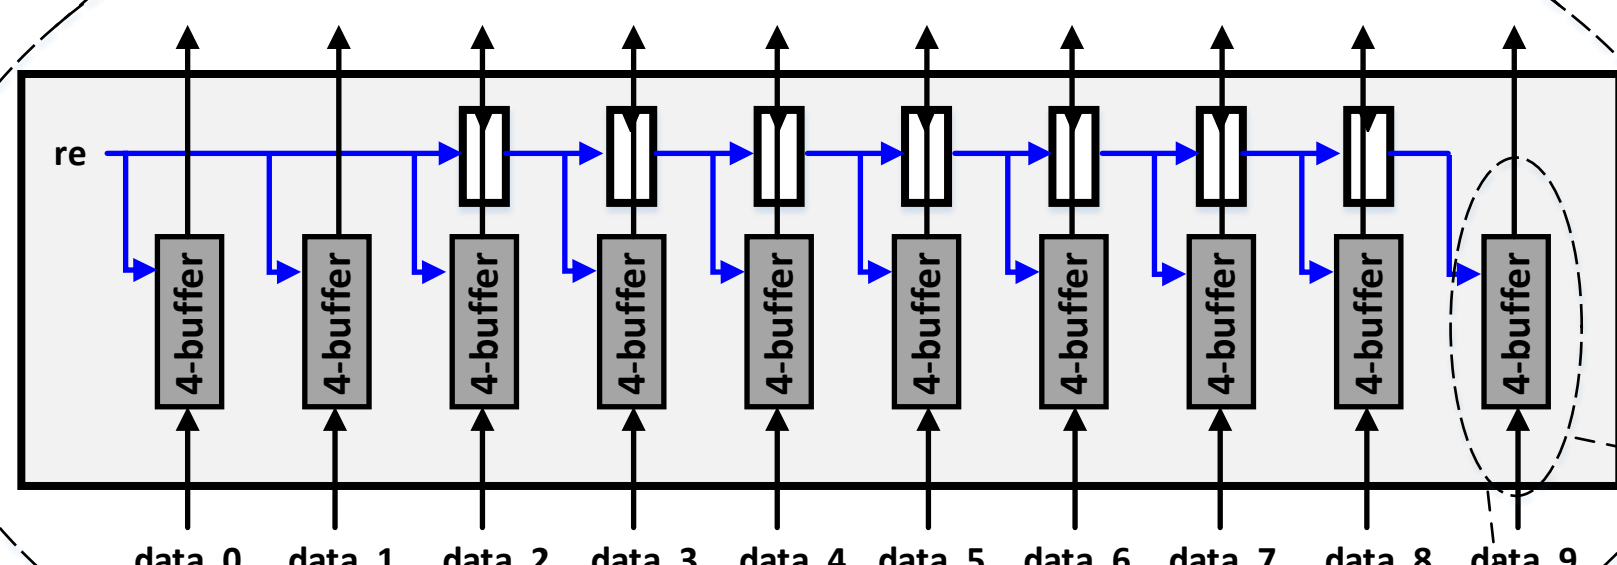 re
4-buffer 4-buffer 4-buffer 4-buffer 4-buffer 4-buffer 4-buffer 4-buffer 4-buffer 4-buffer
data_0 data_1 data_2 data_3 data_4 data_5 data_6 data_7 data_8 data_9